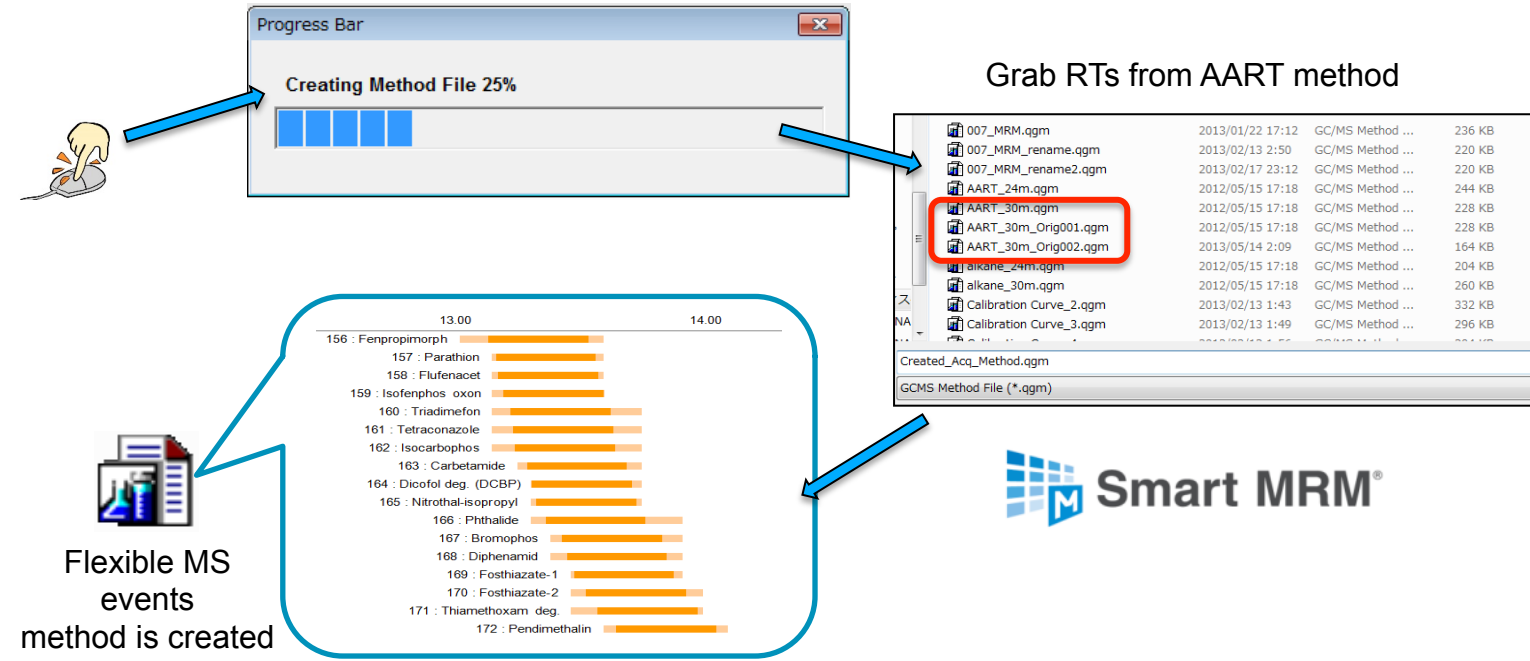 Progress Bar
Creating Method File 25%
Grab RTs from AART method
007_MRM.qgm 2013/01/22 17:12 GC/MS Method ... 236 KB
007_MRM_rename.qgm 2013/02/13 2:50 GC/MS Method ... 220 KB
007_MRM_rename2.qgm 2013/02/17 23:12 GC/MS Method ... 220 KB
AART_24m.qgm 2012/05/15 17:18 GC/MS Method ... 244 KB
AART_30m.qgm 2012/05/15 17:18 GC/MS Method ... 228 KB
AART_30m_Orig001.qgm 2012/05/15 17:18 GC/MS Method ... 228 KB
AART_30m_Orig002.qgm 2013/05/14 2:09 GC/MS Method ... 164 KB
alkane_24m.qgm 2012/05/15 17:18 GC/MS Method ... 204 KB
alkane_30m.qgm 2012/05/15 17:18 GC/MS Method ... 260 KB
ス
Calibration Curve_2.qgm 2013/02/13 1:43 GC/MS Method ... 332 KB
NA
Calibration Curve_3.qgm 2013/02/13 1:49 GC/MS Method ... 296 KB
Created_Acq_Method.qgm
GCMS Method File (*.qgm)
13.00 14.00
156 : Fenpropimorph
157 : Parathion
158 : Flufenacet
159 : Isofenphos oxon
160 : Triadimefon
161 : Tetraconazole
162 : Isocarbophos
163 : Carbetamide
164 : Dicofol deg. (DCBP)
165 : Nitrothal-isopropyl
166 : Phthalide
167 : Bromophos
168 : Diphenamid
169 : Fosthiazate-1
170 : Fosthiazate-2
171 : Thiamethoxam deg.
172 : Pendimethalin
M Smart MRM®
Flexible MS
events
method is created